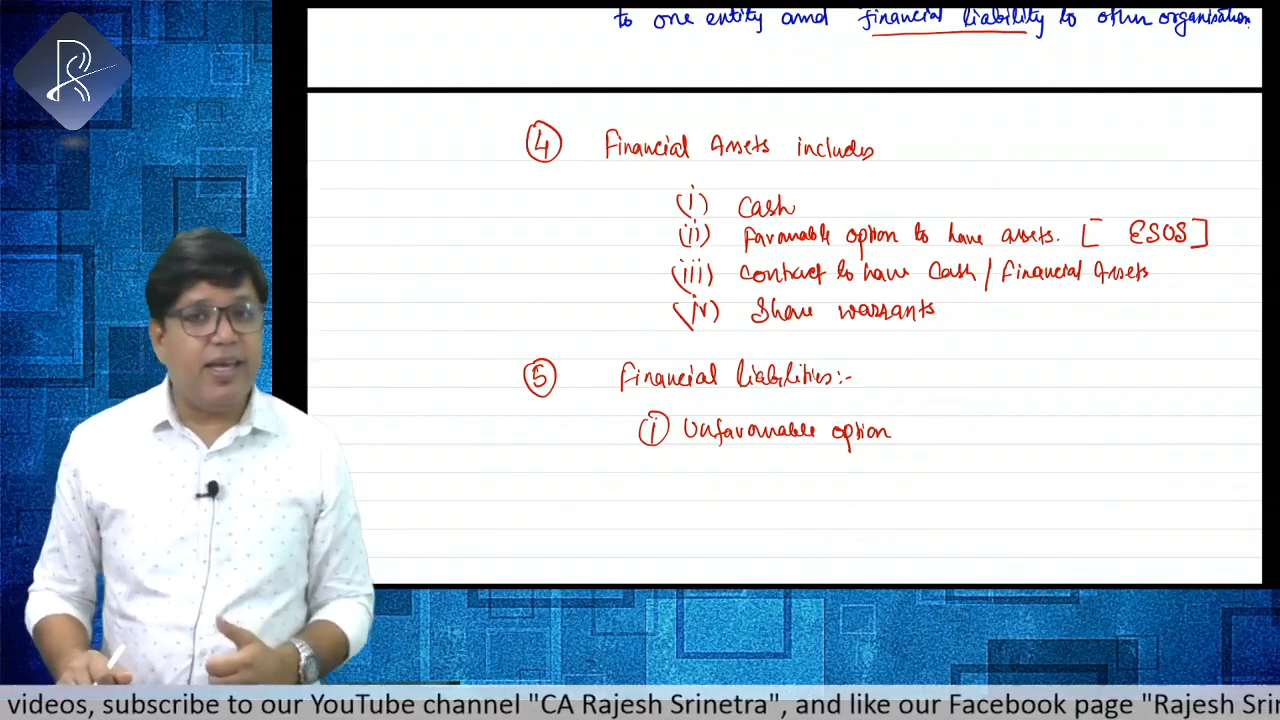 to one entity and financial liability to other organisation.
4 Financial Assets includes
(i) Cash
(ii) favourable option to have assets. [ ESOS ]
(iii) Contract to have Cash / Financial Assets
(iv) Share warrants
5 Financial liabilities:-
i Unfavourable option
videos, subscribe to our YouTube channel "CA Rajesh Srinetra", and like our Facebook page "Rajesh Srin